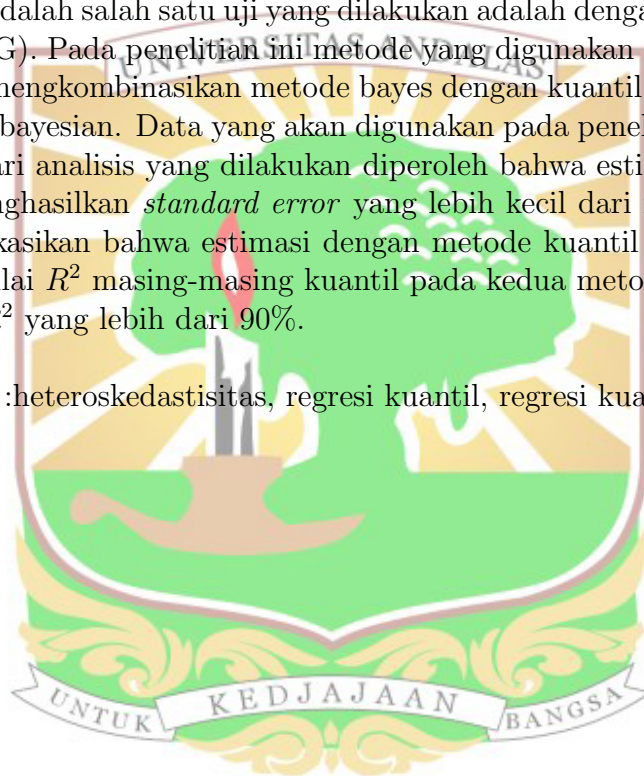 dalah salah satu uji yang dilakukan adalah denga
G). Pada penelitian ini metode yang digunakan
UNIVERSITAS ANDALAS
mengkombinasikan metode bayes dengan kuantil
bayesian. Data yang akan digunakan pada penel
ari analisis yang dilakukan diperoleh bahwa esti
nghasilkan standard error yang lebih kecil dari
kasikan bahwa estimasi dengan metode kuantil
lai R² masing-masing kuantil pada kedua meto
² yang lebih dari 90%.
:heteroskedastisitas, regresi kuantil, regresi kua
UNTUK KEDJAJAAN BANGSA